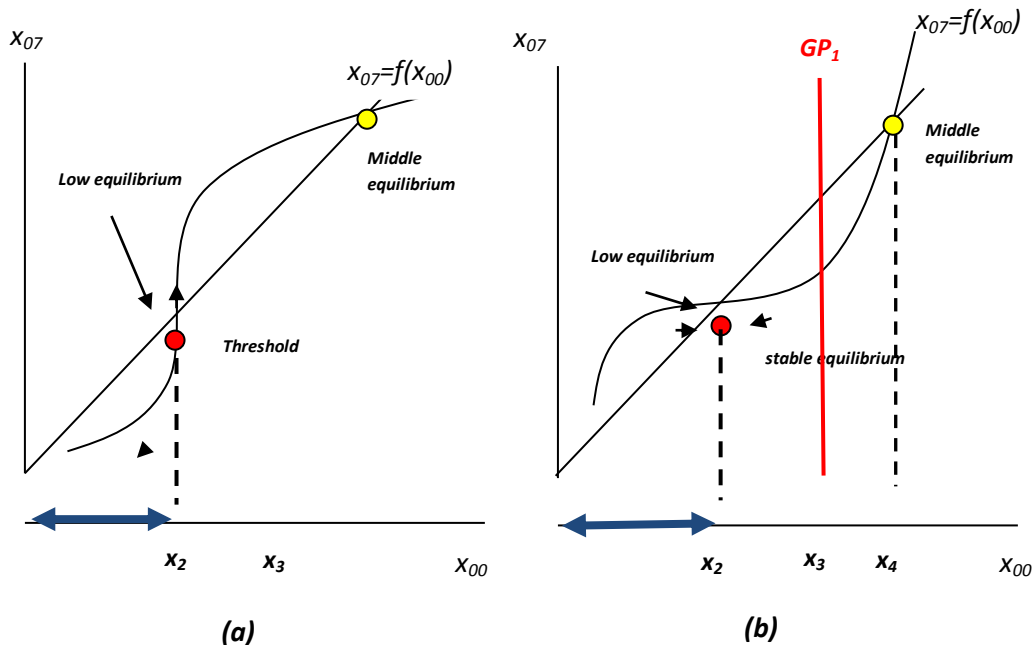 x07
x07=f(x00)
Low equilibrium
Middle
equilibrium
Threshold
x2
x3
x00
(a)
x07
GP1
x07=f(x00)
Middle
equilibrium
Low equilibrium
stable equilibrium
x2
x3
x4
x00
(b)